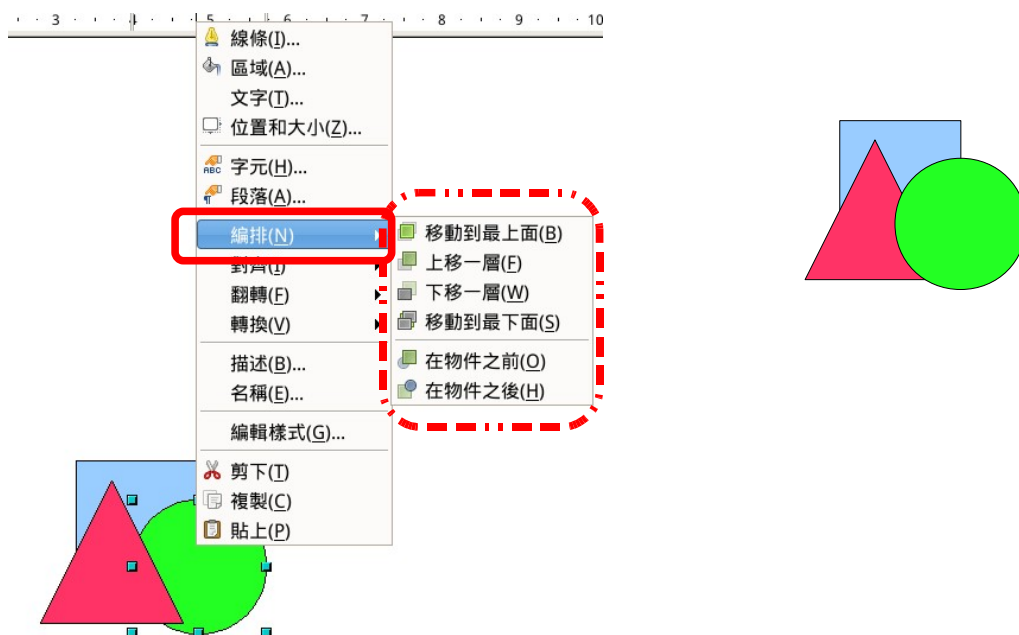 3 4 5 6 7 8 9 10
線條(I)...
區域(A)...
文字(T)...
位置和大小(Z)...
字元(H)...
段落(A)...
編排(N)
對齊(I)
翻轉(F)
轉換(V)
描述(B)...
名稱(E)...
編輯樣式(G)...
剪下(T)
複製(C)
貼上(P)
移動到最上面(B)
上移一層(F)
下移一層(W)
移動到最下面(S)
在物件之前(O)
在物件之後(H)
ABC